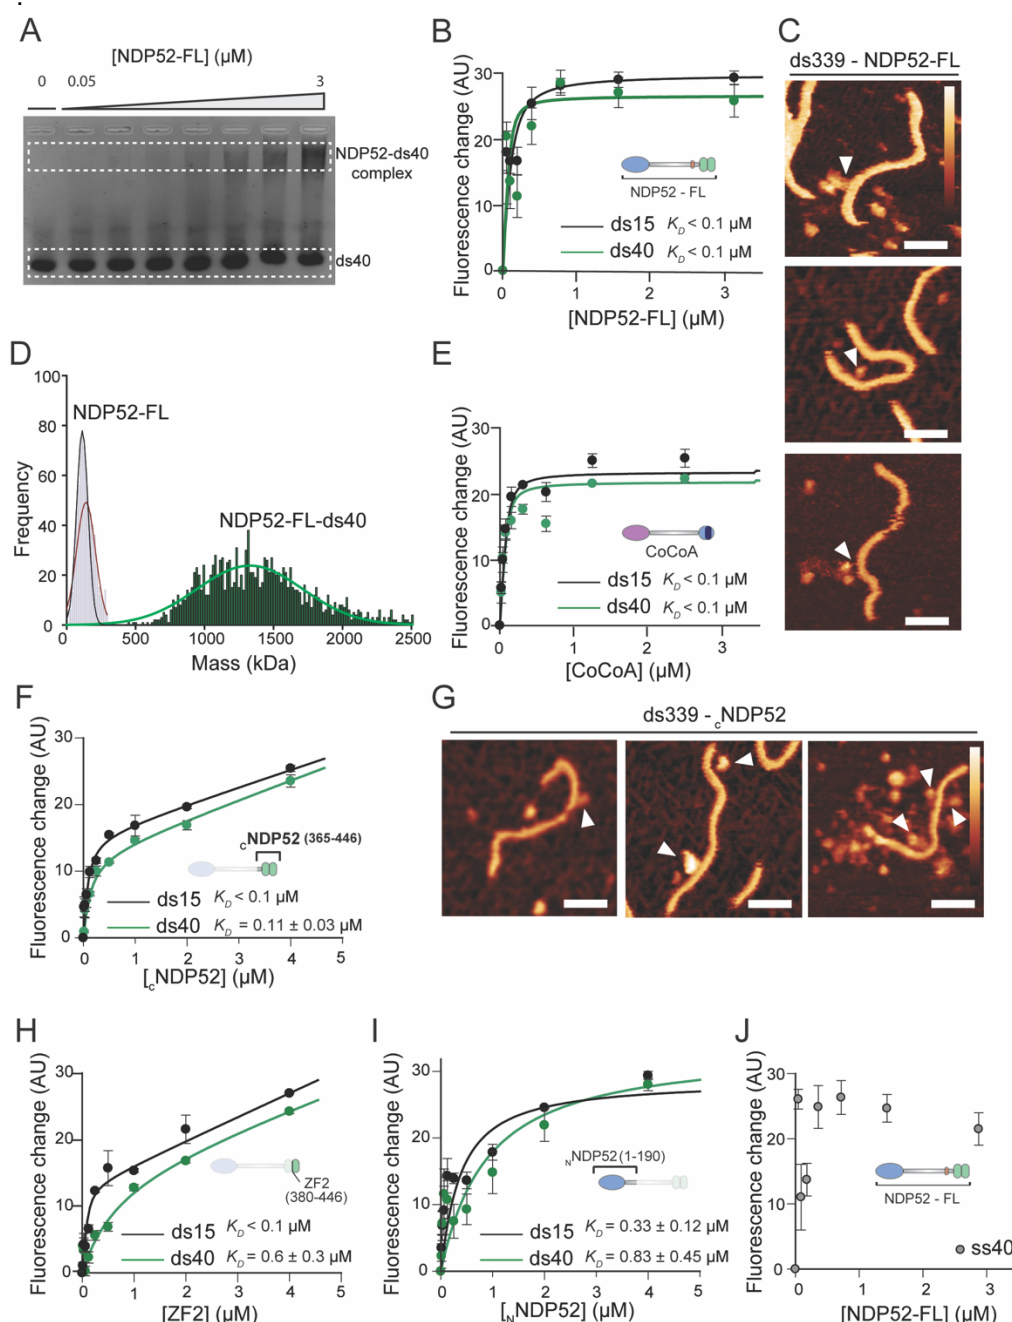 A
[NDP52-FL] (µM)
0 0.05 3
NDP52-ds40
complex
ds40
B
Fluorescence change (AU)
30
20
10
0
NDP52 - FL
ds15 K_D < 0.1 µM
ds40 K_D < 0.1 µM
0 1 2 3
[NDP52-FL] (µM)
C
ds339 - NDP52-FL
D
Frequency
100
80
60
40
20
0
NDP52-FL
NDP52-FL-ds40
0 500 1000 1500 2000 2500
Mass (kDa)
E
Fluorescence change (AU)
30
20
10
0
CoCoA
ds15 K_D < 0.1 µM
ds40 K_D < 0.1 µM
0 1 2 3
[CoCoA] (µM)
F
Fluorescence change (AU)
30
20
10
0
cNDP52 (365-446)
ds15 K_D < 0.1 µM
ds40 K_D = 0.11 ± 0.03 µM
0 1 2 3 4 5
[cNDP52] (µM)
G
ds339 - cNDP52
H
Fluorescence change (AU)
30
20
10
0
ZF2
(380-446)
ds15 K_D < 0.1 µM
ds40 K_D = 0.6 ± 0.3 µM
0 1 2 3 4 5
[ZF2] (µM)
I
Fluorescence change (AU)
30
20
10
0
NNDP52 (1-190)
ds15 K_D = 0.33 ± 0.12 µM
ds40 K_D = 0.83 ± 0.45 µM
0 1 2 3 4 5
[NNDP52] (µM)
J
Fluorescence change (AU)
30
20
10
0
NDP52 - FL
ss40
0 1 2 3
[NDP52-FL] (µM)